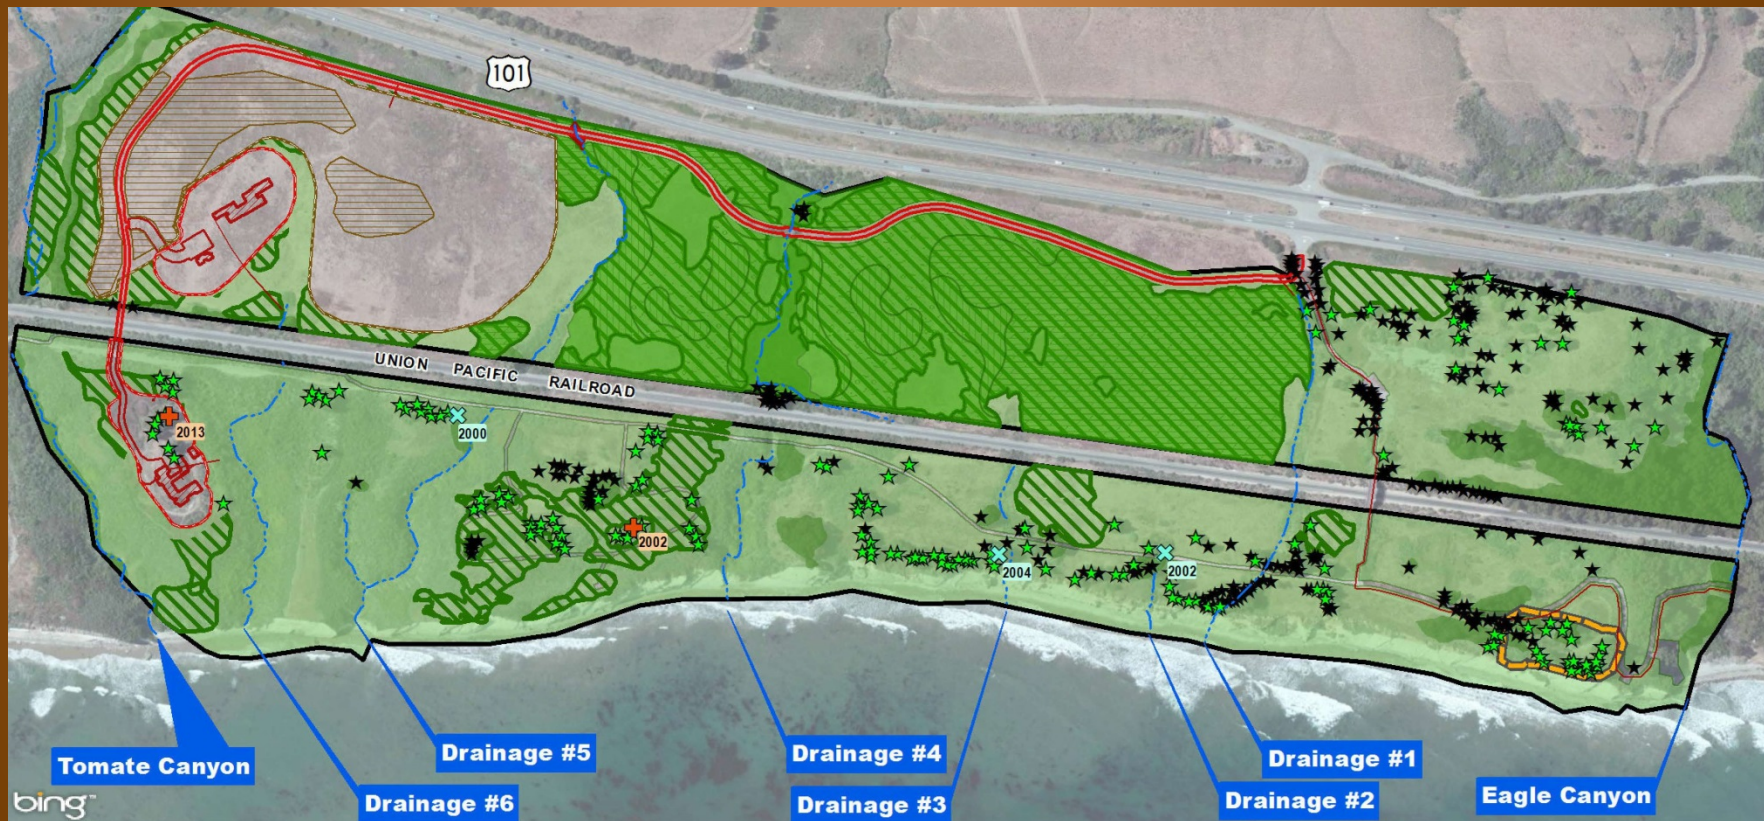 101
UNION PACIFIC RAILROAD
2013
2000
2002
2004
2002
Tomate Canyon
Drainage #6
Drainage #5
Drainage #4
Drainage #3
Drainage #1
Drainage #2
Eagle Canyon
bing™